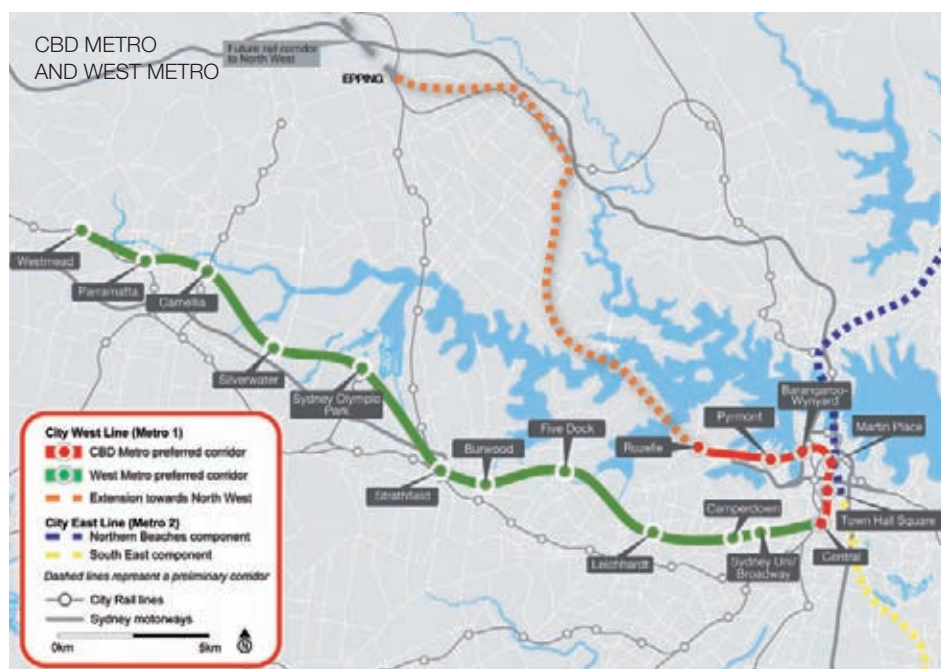 CBD METRO
AND WEST METRO
Future rail corridor
to North West
EPPING
Westmead
Parramatta
Camellia
Silverwater
Sydney Olympic
Park
Strathfield
Burwood
Five Dock
Leichhardt
Camperdown
Sydney Uni/
Broadway
Rozelle
Pyrmont
Barangaroo-
Wynyard
Martin Place
Town Hall Square
Central
City West Line (Metro 1)
CBD Metro preferred corridor
West Metro preferred corridor
Extension towards North West
City East Line (Metro 2)
Northern Beaches component
South East component
Dashed lines represent a preliminary corridor
City Rail lines
Sydney motorways
0km
5km
N